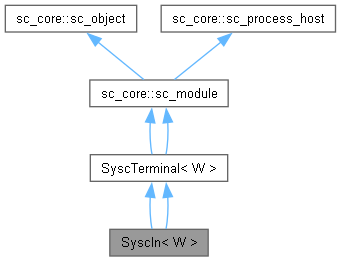 sc_core::sc_object
sc_core::sc_process_host
sc_core::sc_module
SyscTerminal< W >
SyscIn< W >